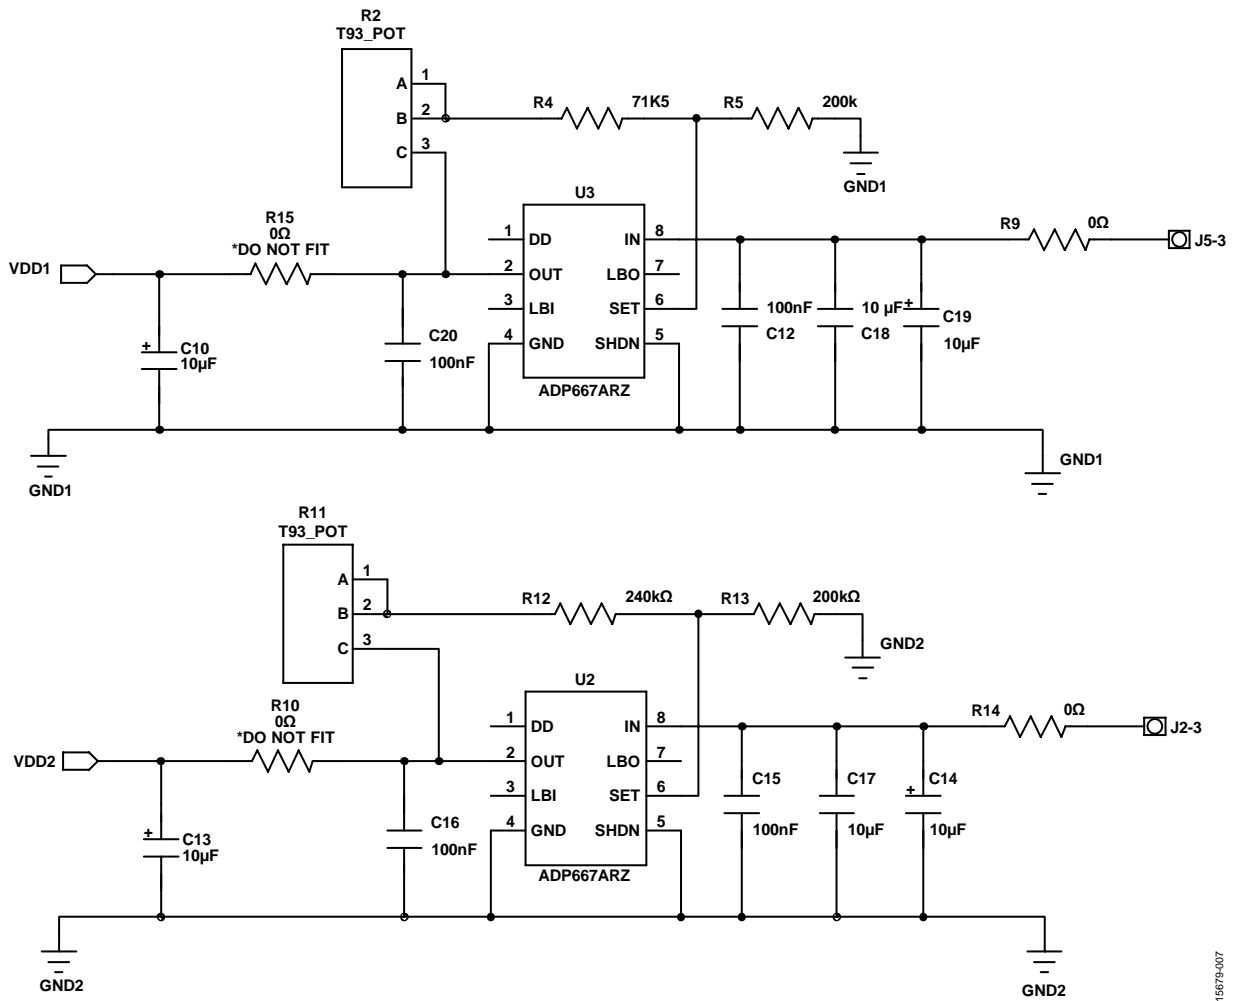 R2
T93_POT
A 1
B 2
C 3
R4 71K5 R5 200k
GND1
U3
R15
0Ω
*DO NOT FIT
VDD1
1 DD IN 8
2 OUT LBO 7
3 LBI SET 6
4 GND SHDN 5
ADP667ARZ
R9 0Ω
J5-3
+ C10
10µF
C20
100nF
100nF
C12
10 µF
C18
+ C19
10µF
GND1
GND1
R11
T93_POT
A 1
B 2
C 3
R12 240kΩ R13 200kΩ
GND2
U2
R10
0Ω
*DO NOT FIT
VDD2
1 DD IN 8
2 OUT LBO 7
3 LBI SET 6
4 GND SHDN 5
ADP667ARZ
R14 0Ω
J2-3
+ C13
10µF
C16
100nF
C15
100nF
C17
10µF
+ C14
10µF
GND2
GND2
15679-007